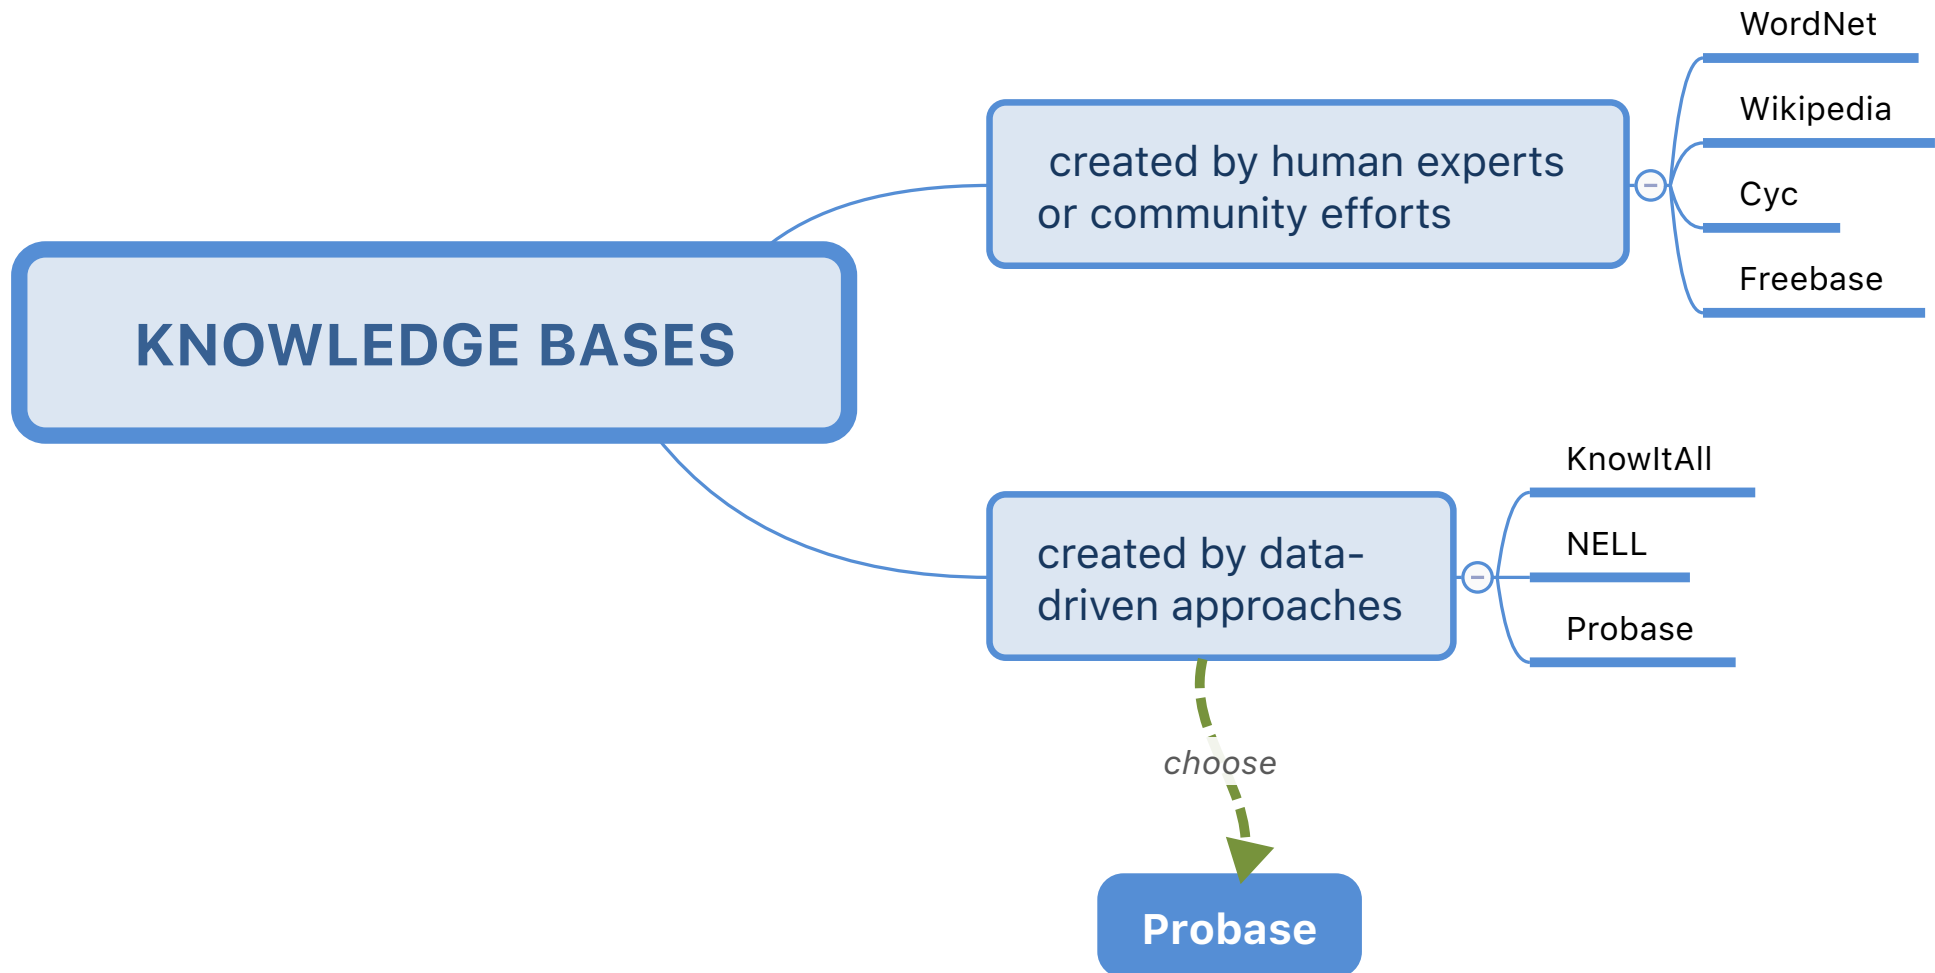 KNOWLEDGE BASES
created by human experts
or community efforts
WordNet
Wikipedia
Cyc
Freebase
created by data-
driven approaches
KnowItAll
NELL
Probase
choose
Probase